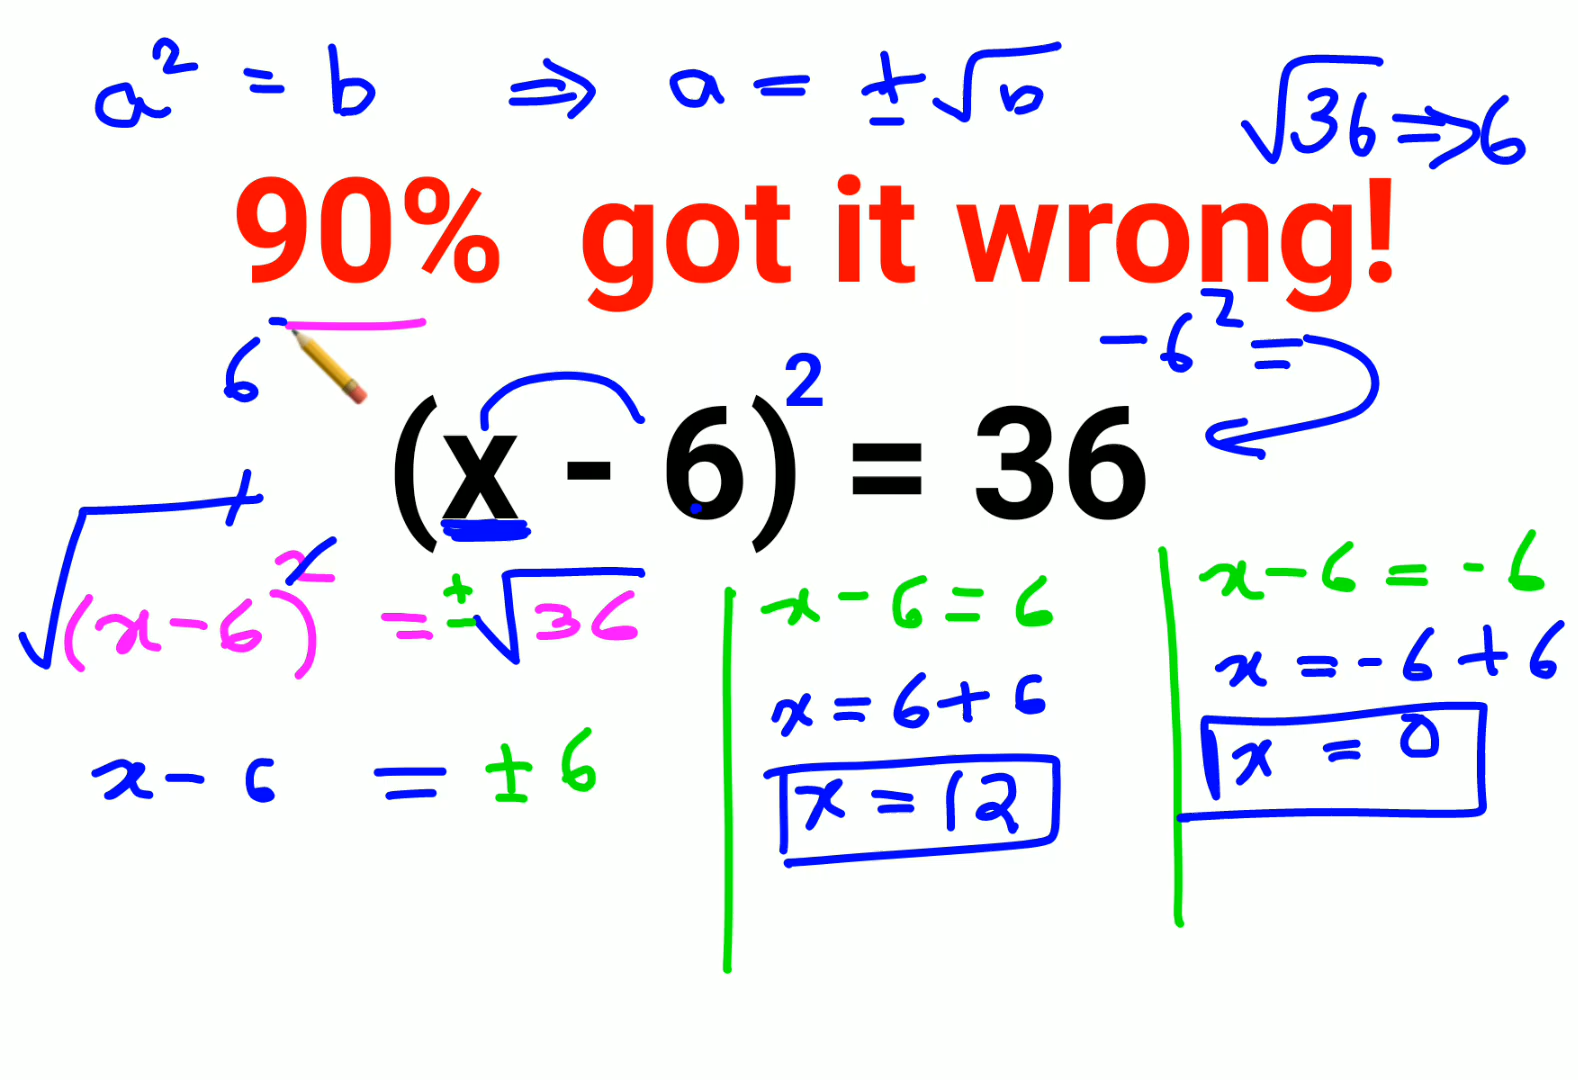 a² = b ⇒ a = ±√b
√36 ⇒ 6
90% got it wrong!
6
-6² =
(x - 6)² = 36
√(x-6)² = ±√36
x - 6 = ±6
x - 6 = 6
x = 6 + 6
x = 12
x - 6 = -6
x = -6 + 6
x = 0